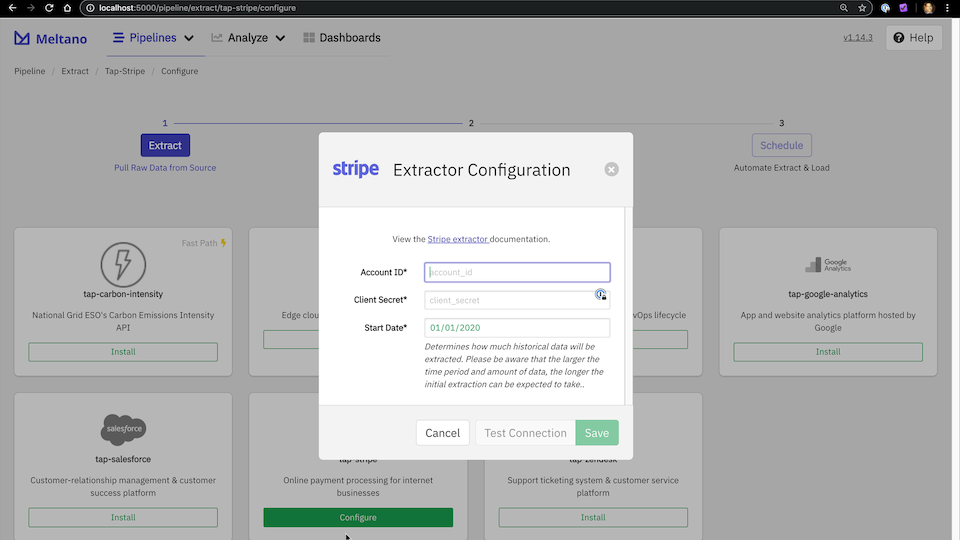 localhost:5000/pipeline/extract/tap-stripe/configure
Meltano
Pipelines
Analyze
Dashboards
v1.14.3
Help
Pipeline / Extract / Tap-Stripe / Configure
1
2
3
Extract
Schedule
Pull Raw Data from Source
Automate Extract & Load
stripe
Extractor Configuration
View the Stripe extractor documentation.
Account ID*
account_id
Client Secret*
client_secret
Start Date*
01/01/2020
Determines how much historical data will be
extracted. Please be aware that the larger the
time period and amount of data, the longer the
initial extraction can be expected to take..
Cancel
Test Connection
Save
Fast Path
tap-carbon-intensity
National Grid ESO's Carbon Emissions Intensity
API
Install
Edge clou
vOps lifecycle
Google
Analytics
tap-google-analytics
App and website analytics platform hosted by
Google
Install
salesforce
tap-salesforce
Customer-relationship management & customer
success platform
Install
tap-stripe
Online payment processing for internet
businesses
Configure
tap-zendesk
Support ticketing system & customer service
platform
Install